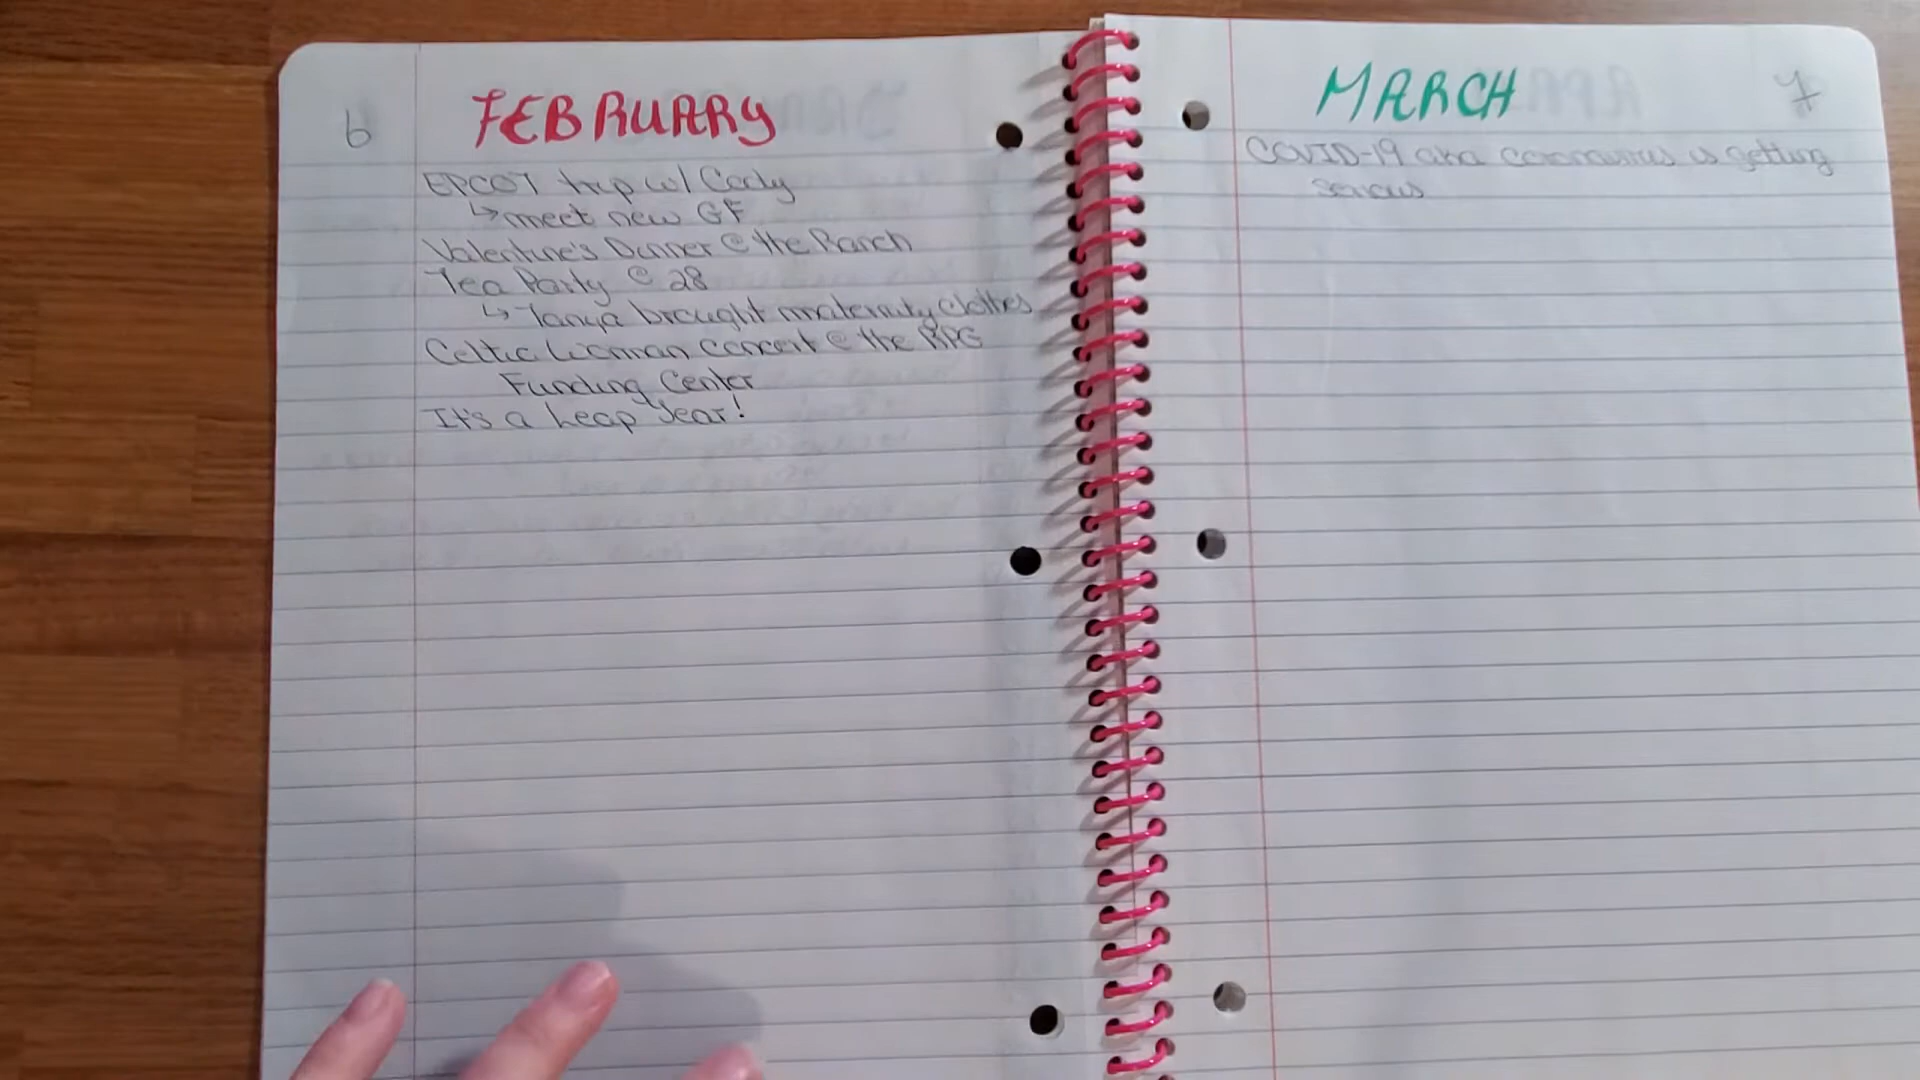 6
FEBRUARY
EPCOT trip w/ Cody
↳ meet new GF
Valentine's Dinner @ the Ranch
Tea Party @ 28
↳ Tanya brought maternity clothes
Celtic Woman concert @ the RPG
Funding Center
It's a Leap Year!
MARCH
7
COVID-19 aka coronavirus is getting
serious